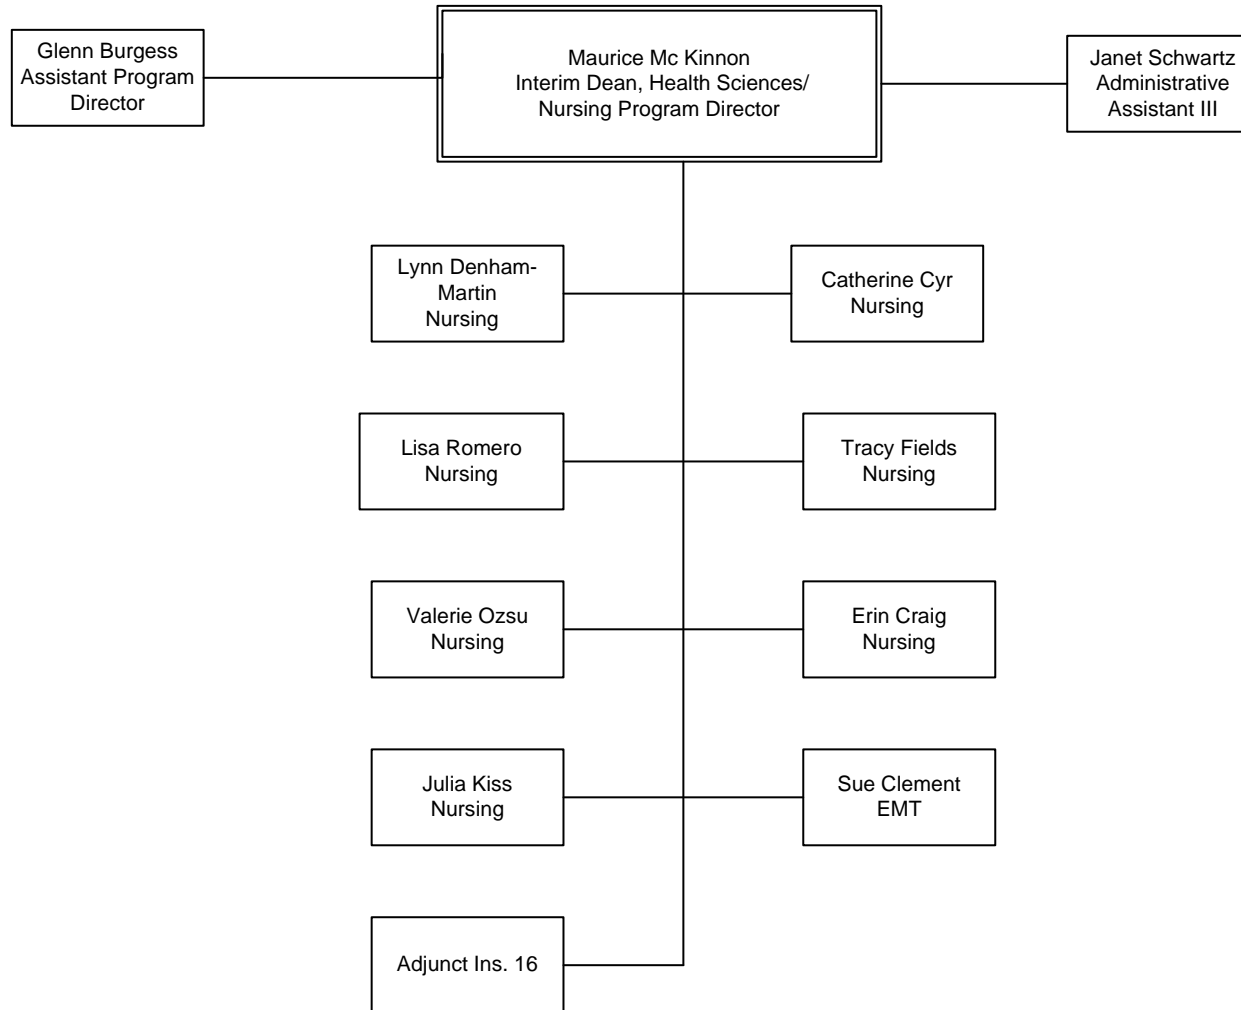 Glenn Burgess
Assistant Program
Director
Maurice Mc Kinnon
Interim Dean, Health Sciences/
Nursing Program Director
Janet Schwartz
Administrative
Assistant III
Lynn Denham-
Martin
Nursing
Catherine Cyr
Nursing
Lisa Romero
Nursing
Tracy Fields
Nursing
Valerie Ozsu
Nursing
Erin Craig
Nursing
Julia Kiss
Nursing
Sue Clement
EMT
Adjunct Ins. 16